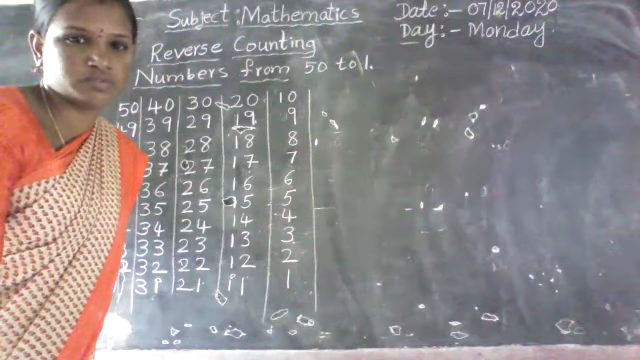 Subject : Mathematics
Date :- 07/12/2020
Day :- Monday
Reverse Counting
Numbers from 50 to 1.
50 40 30 20 10
49 39 29 19 9
38 28 18 8
37 27 17 7
36 26 16 6
35 25 15 5
34 24 14 4
33 23 13 3
32 22 12 2
31 21 11 1